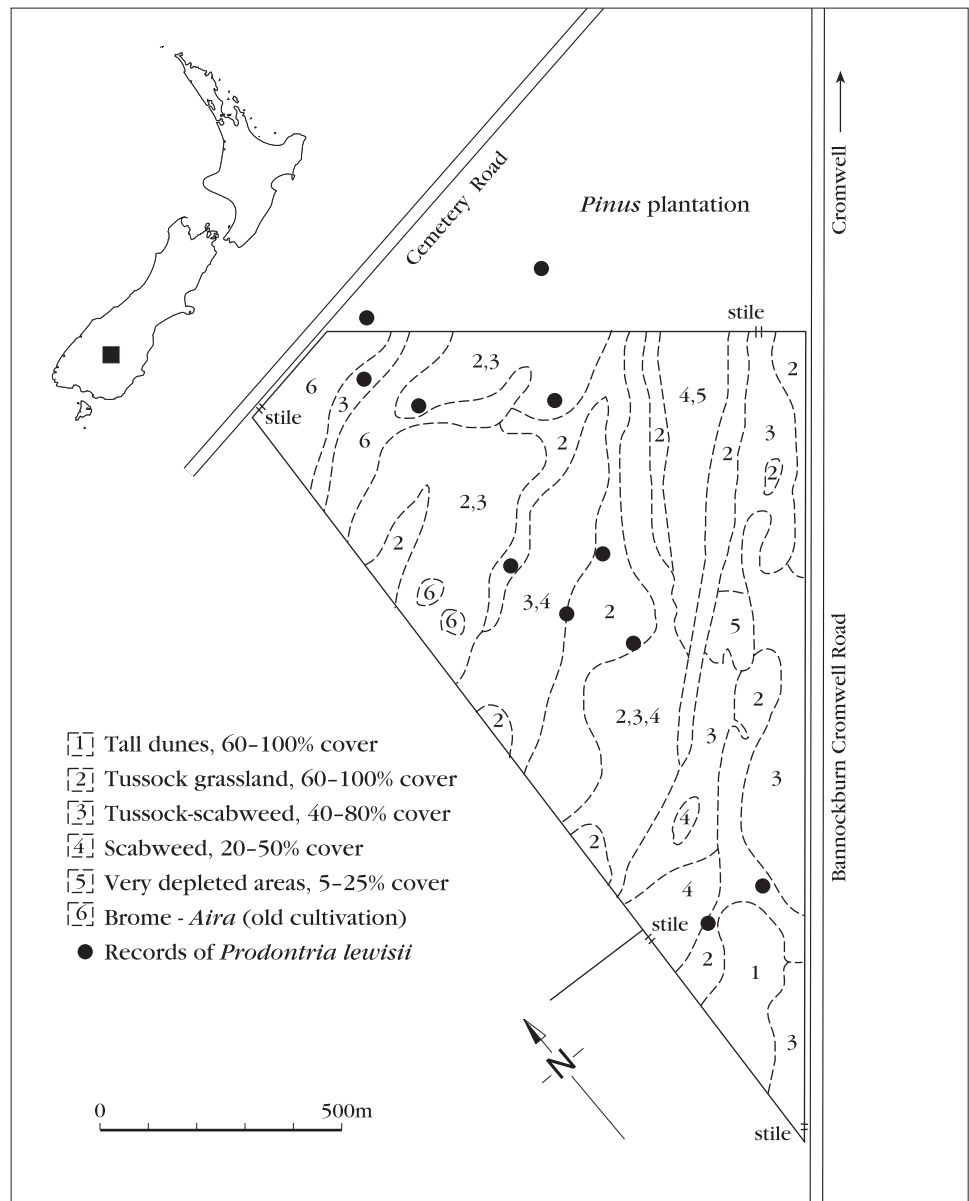 Cemetery Road
Pinus plantation
Cromwell
stile
2,3
2
6
3
4,5
stile
3
6
2
2
2
2
2,3
2
6
3,4
2
5
6
2
2,3,4
2
3
3
4
2
4
stile
2
1
3
Bannockburn Cromwell Road
1 Tall dunes, 60–100% cover
2 Tussock grassland, 60–100% cover
3 Tussock-scabweed, 40–80% cover
4 Scabweed, 20–50% cover
5 Very depleted areas, 5–25% cover
6 Brome - Aira (old cultivation)
Records of Prodontria lewisii
N
0 500m
stile